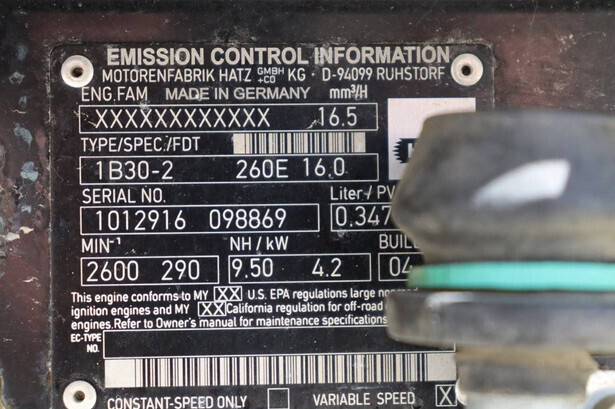 EMISSION CONTROL INFORMATION
MOTORENFABRIK HATZ GMBH +CO KG · D-94099 RUHSTORF
ENG.FAM MADE IN GERMANY mm³/H
XXXXXXXXXXXX 16.5
TYPE/SPEC./FDT
1B30-2 260E 16.0
SERIAL NO. Liter/
1012916 098869 0.347
MIN⁻¹ NH / kW
2600 290 9.50 4.2 04
This engine conforms to MY XX U.S. EPA regulations large
ignition engines and MY XX California regulation for off-road
engines.Refer to Owner's manual for maintenance specifications
EC-TYPE NO.
CONSTANT-SPEED ONLY VARIABLE SPEED X